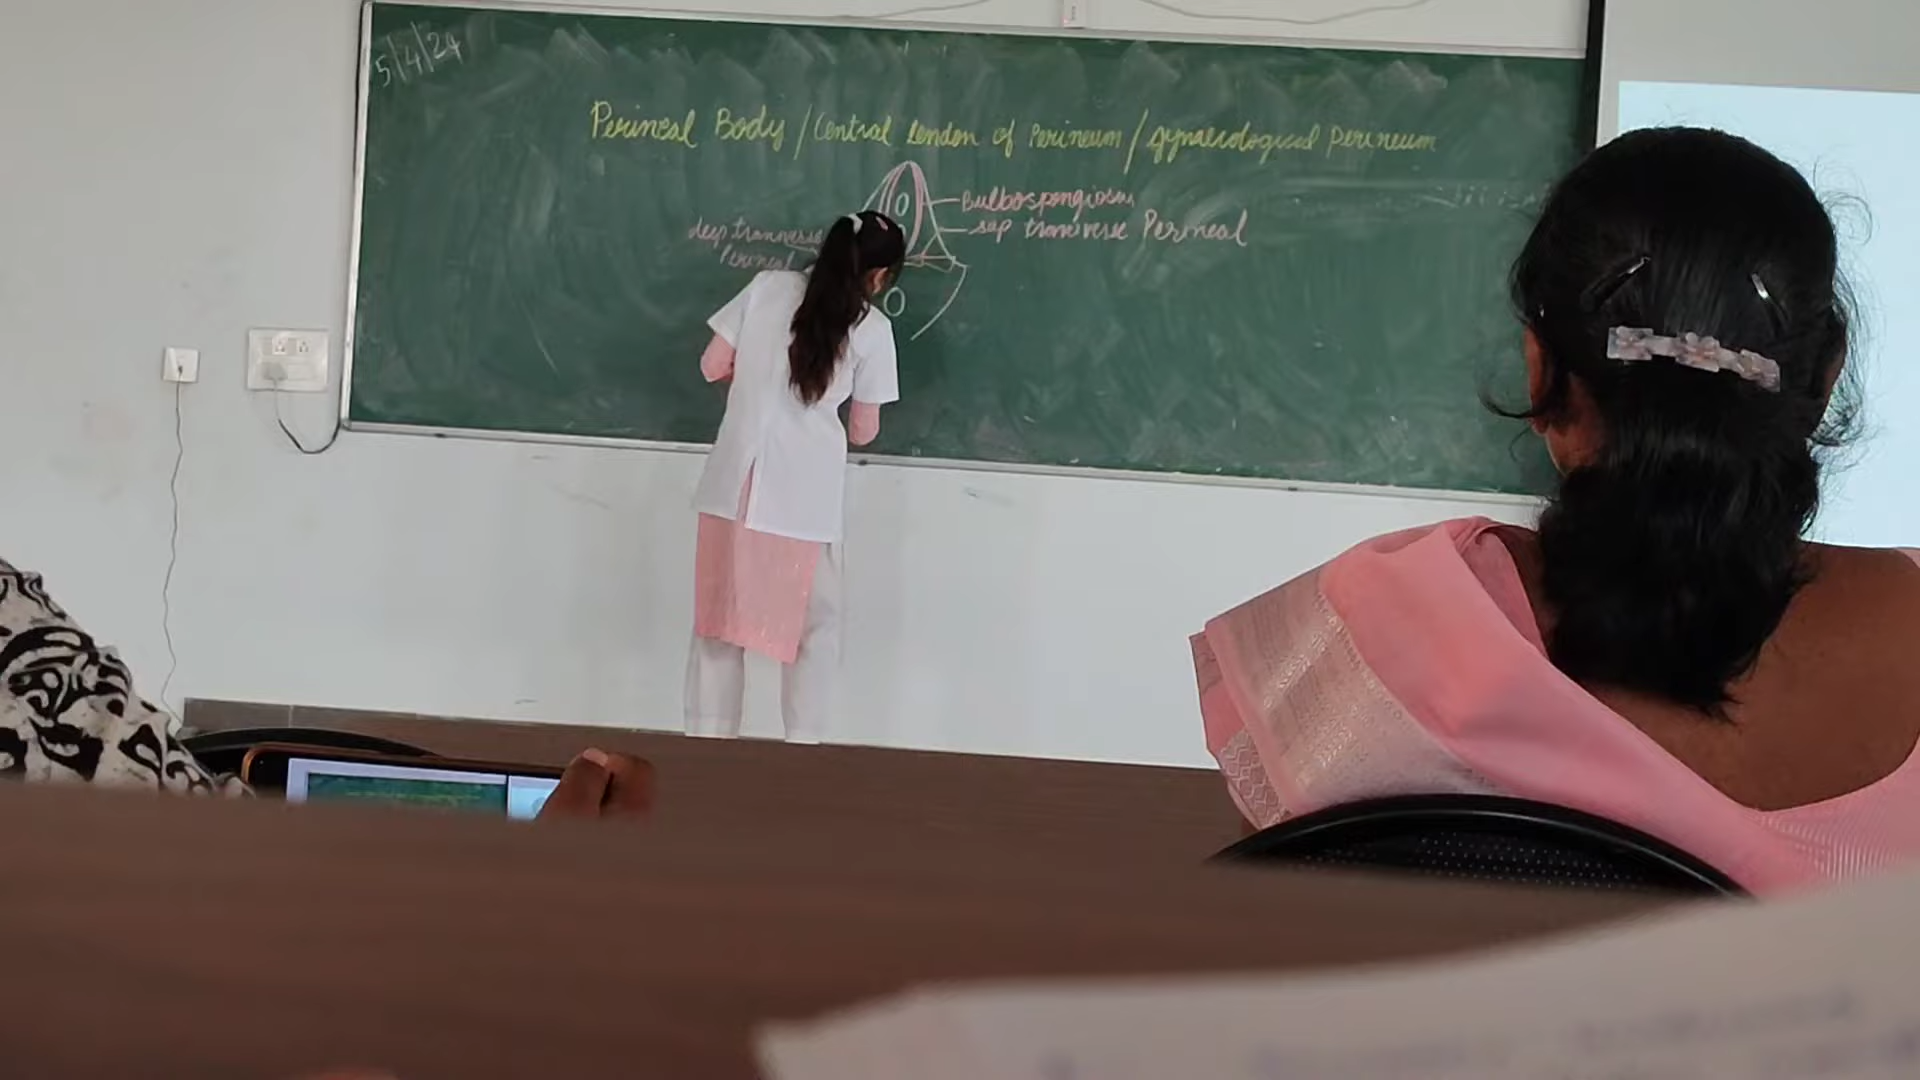 5/4/24
Perineal Body / Central tendon of Perineum / gynaecological perineum
Bulbospongiosus
sup transverse Perineal
deep transverse
Perineal